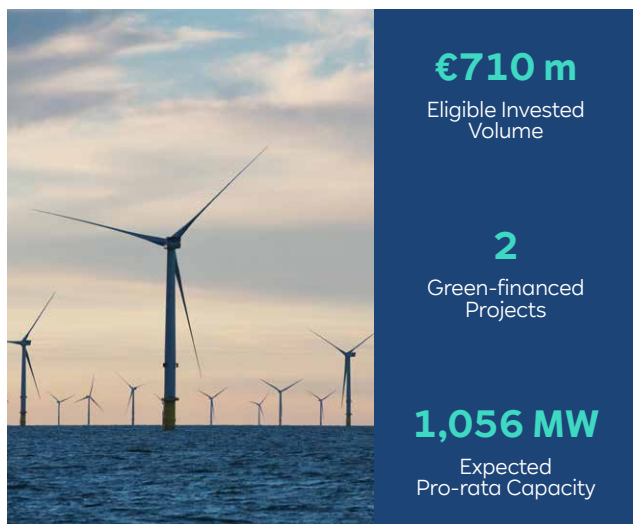 €710 m
Eligible Invested
Volume
2
Green-financed
Projects
1,056 MW
Expected
Pro-rata Capacity